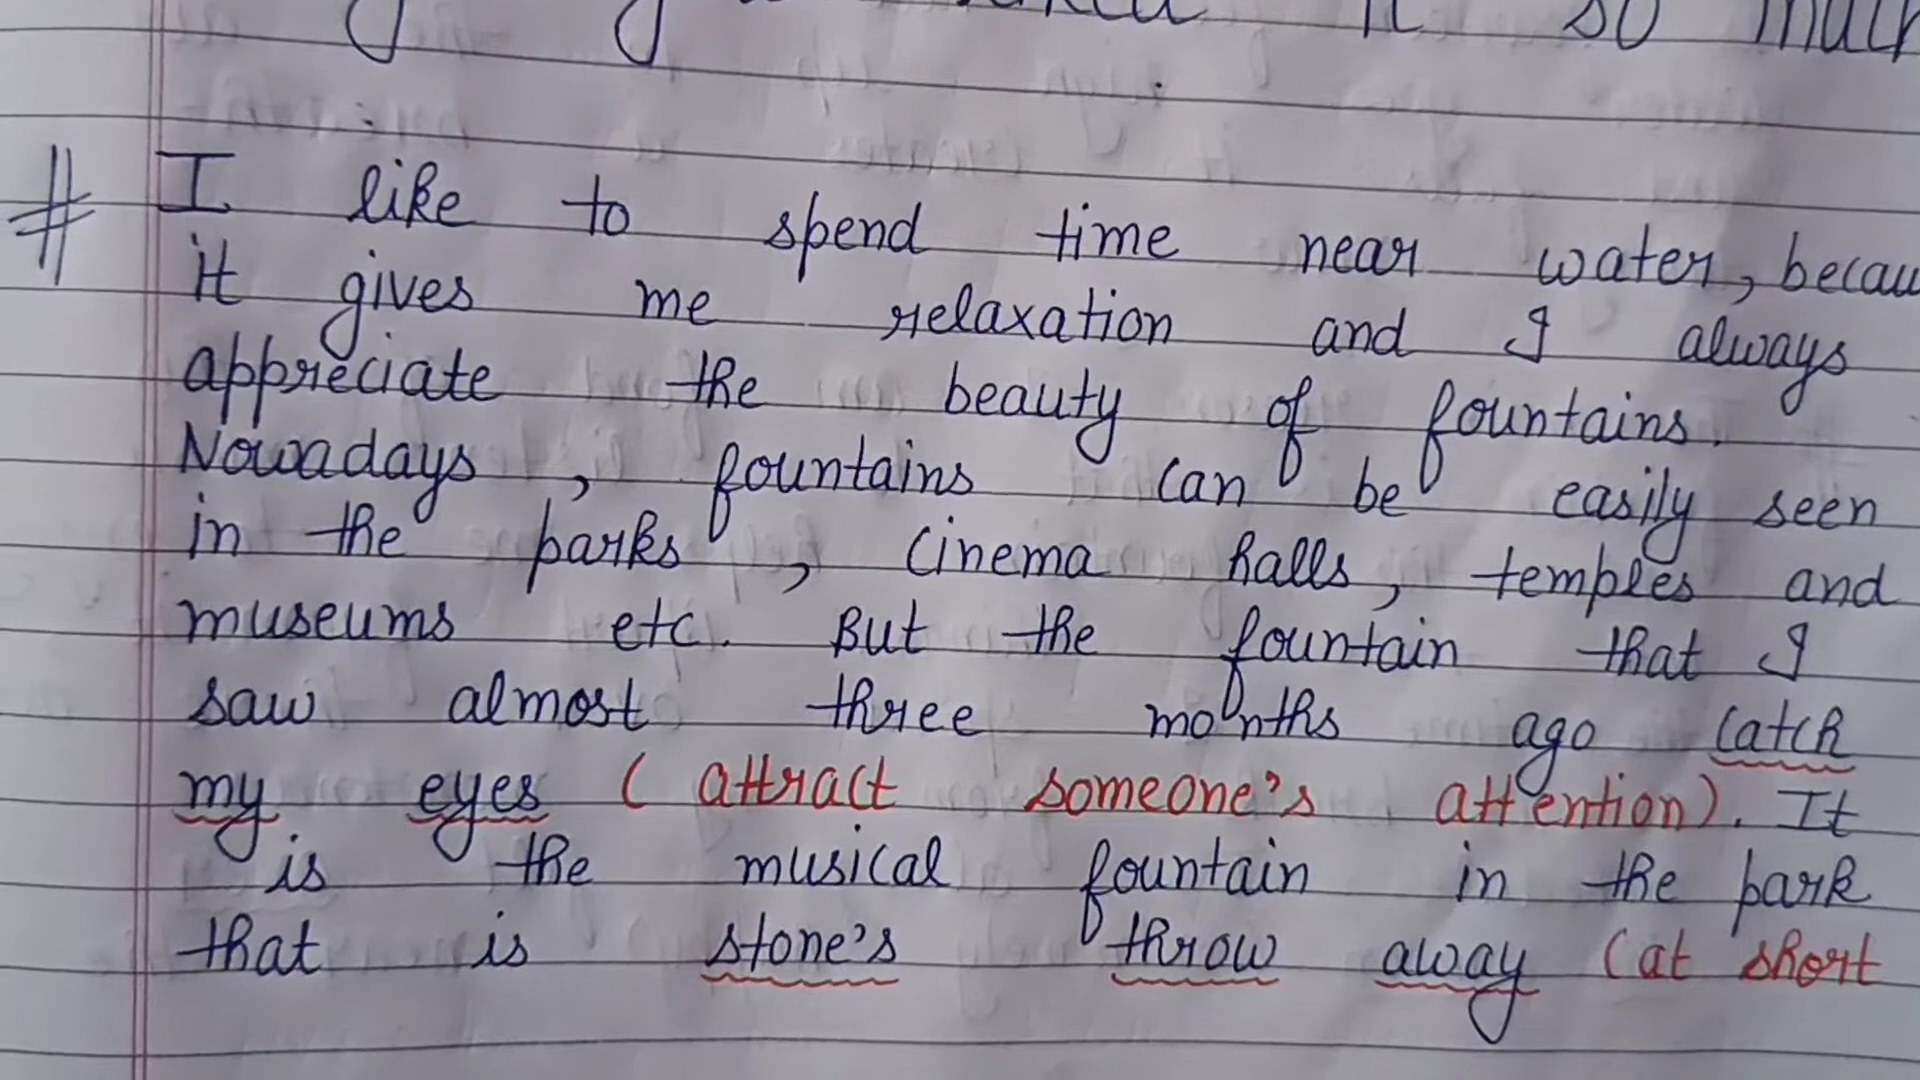 it so much
# I like to spend time near water, becau
it gives me relaxation and I always
appreciate the beauty of fountains.
Nowadays, fountains can be easily seen
in the parks, cinema halls, temples and
museums etc. But the fountain that I
saw almost three months ago catch
my eyes (attract someone's attention). It
is the musical fountain in the park
that is stone's throw away (at short